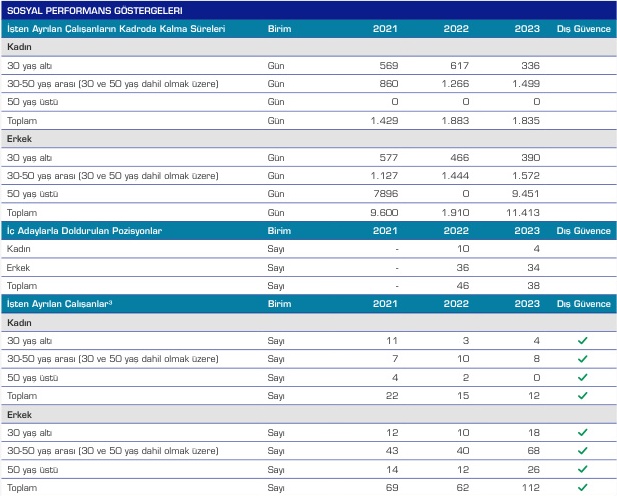 SOSYAL PERFORMANS GÖSTERGELERI
İşten Ayrılan Çalışanların Kadroda Kalma Süreleri Birim 2021 2022 2023 Dış Güvence
Kadın
30 yaş altı Gün 569 617 336
30-50 yaş arası (30 ve 50 yaş dahil olmak üzere) Gün 860 1.266 1.499
50 yaş üstü Gün 0 0 0
Toplam Gün 1.429 1.883 1.835
Erkek
30 yaş altı Gün 577 466 390
30-50 yaş arası (30 ve 50 yaş dahil olmak üzere) Gün 1.127 1.444 1.572
50 yaş üstü Gün 7896 0 9.451
Toplam Gün 9.600 1.910 11.413
İç Adaylarla Doldurulan Pozisyonlar Birim 2021 2022 2023 Dış Güvence
Kadın Sayı - 10 4
Erkek Sayı - 36 34
Toplam Sayı - 46 38
İşten Ayrılan Çalışanlar³ Birim 2021 2022 2023 Dış Güvence
Kadın
30 yaş altı Sayı 11 3 4 ✓
30-50 yaş arası (30 ve 50 yaş dahil olmak üzere) Sayı 7 10 8 ✓
50 yaş üstü Sayı 4 2 0 ✓
Toplam Sayı 22 15 12 ✓
Erkek
30 yaş altı Sayı 12 10 18 ✓
30-50 yaş arası (30 ve 50 yaş dahil olmak üzere) Sayı 43 40 68 ✓
50 yaş üstü Sayı 14 12 26 ✓
Toplam Sayı 69 62 112 ✓